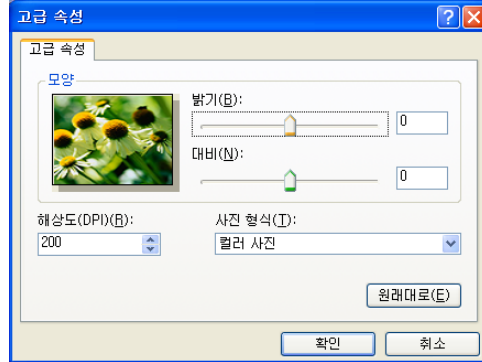 고급 속성
고급 속성
모양
밝기(B):
0
대비(N):
0
해상도(DPI)(R):
사진 형식(T):
200
컬러 사진
원래대로(E)
확인
취소